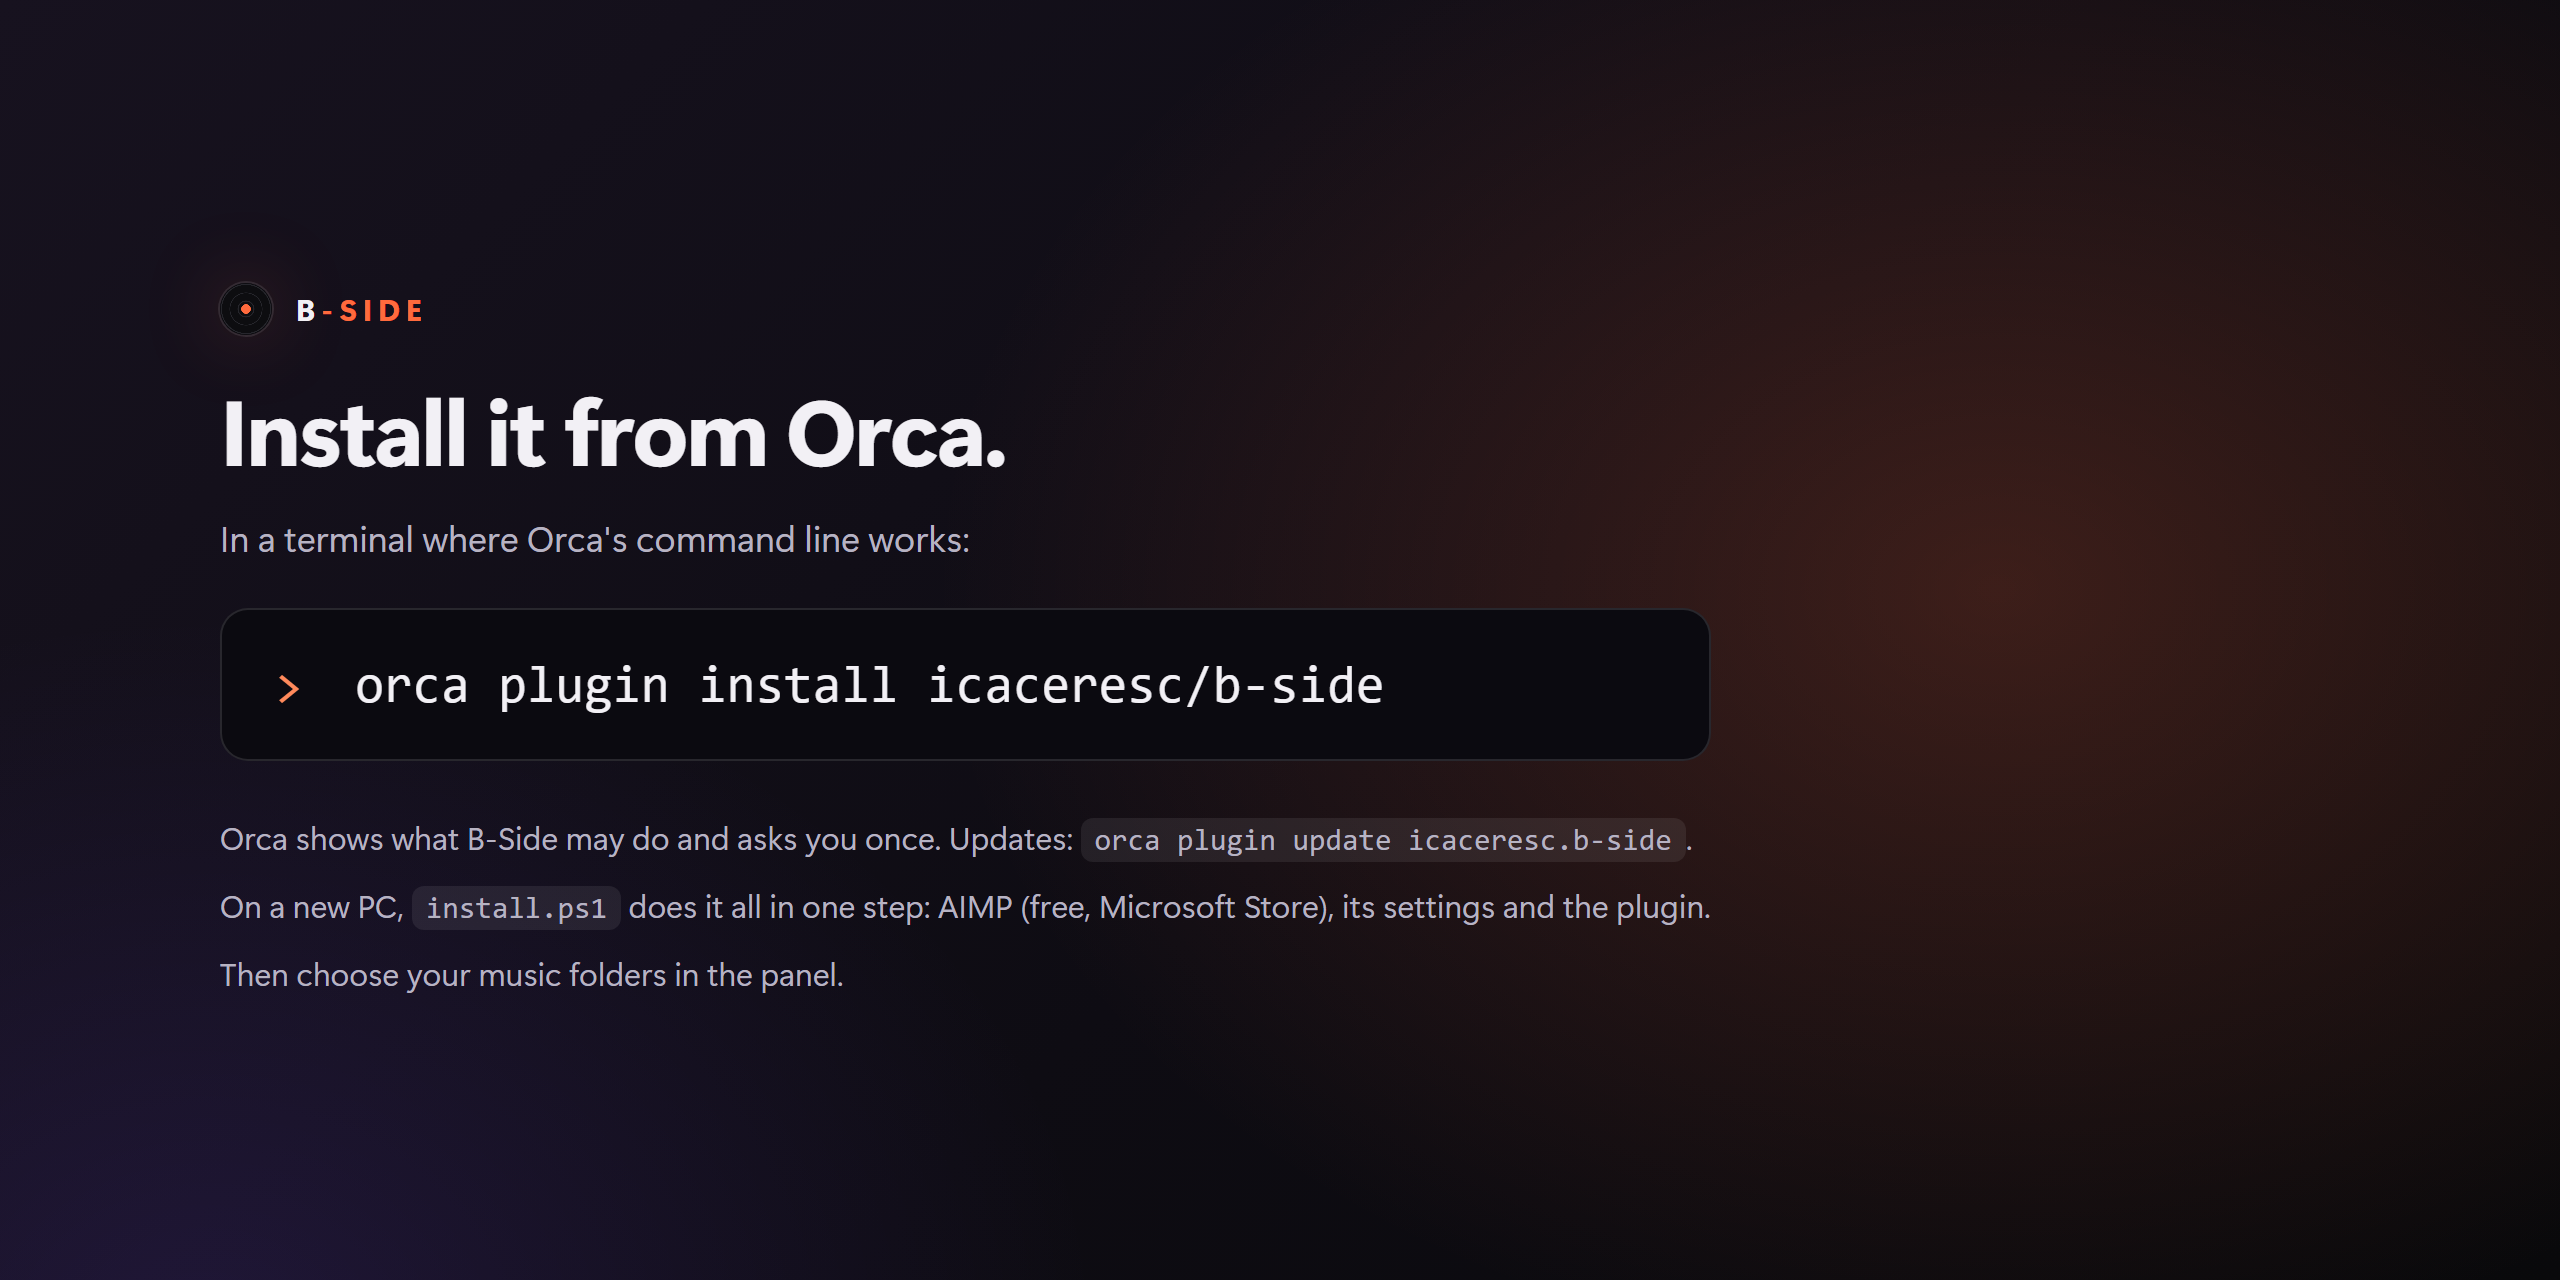 B-SIDE
Install it from Orca.
In a terminal where Orca's command line works:
> orca plugin install icaceresc/b-side
Orca shows what B-Side may do and asks you once. Updates: orca plugin update icaceresc.b-side.
On a new PC, install.ps1 does it all in one step: AIMP (free, Microsoft Store), its settings and the plugin.
Then choose your music folders in the panel.